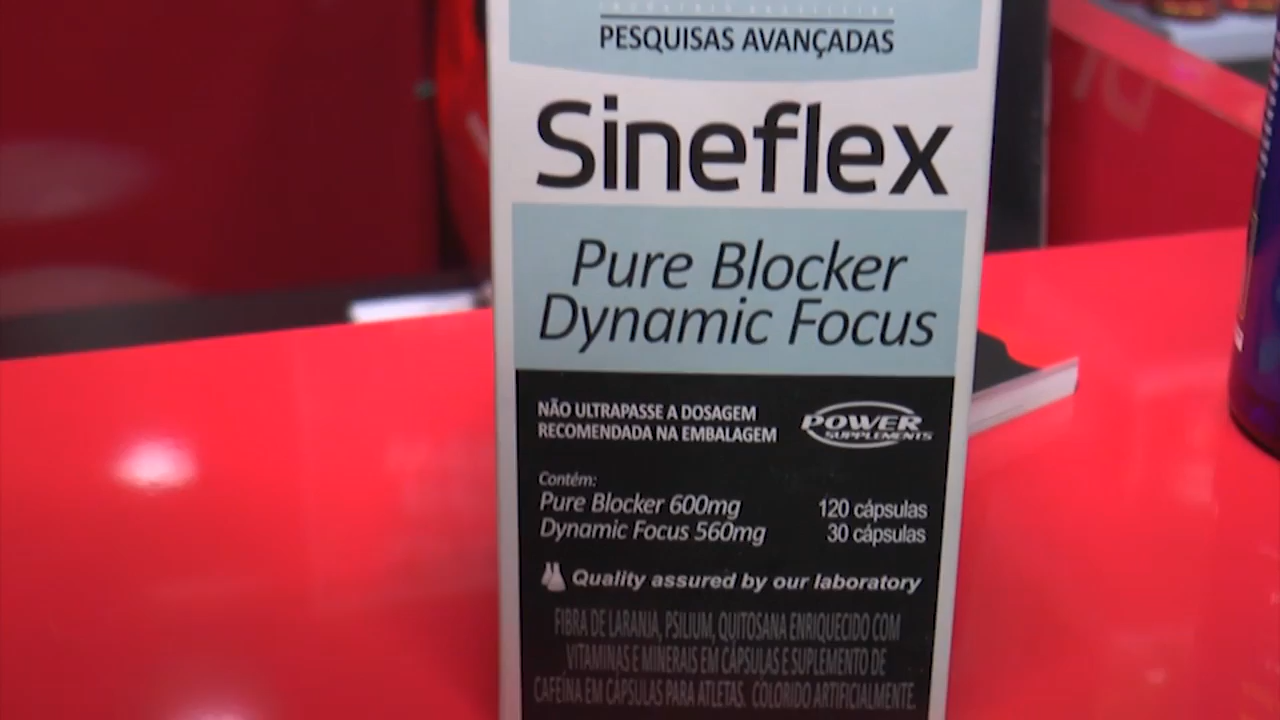 PESQUISAS AVANÇADAS
Sineflex
Pure Blocker
Dynamic Focus
NÃO ULTRAPASSE A DOSAGEM
RECOMENDADA NA EMBALAGEM
POWER
SUPPLEMENTS
Contém:
Pure Blocker 600mg 120 cápsulas
Dynamic Focus 560mg 30 cápsulas
Quality assured by our laboratory
FIBRA DE LARANJA, PSILIUM, QUITOSANA ENRIQUECIDO COM
VITAMINAS E MINERAIS EM CÁPSULAS E SUPLEMENTO DE
CAFEÍNA EM CÁPSULAS PARA ATLETAS. COLORIDO ARTIFICIALMENTE.